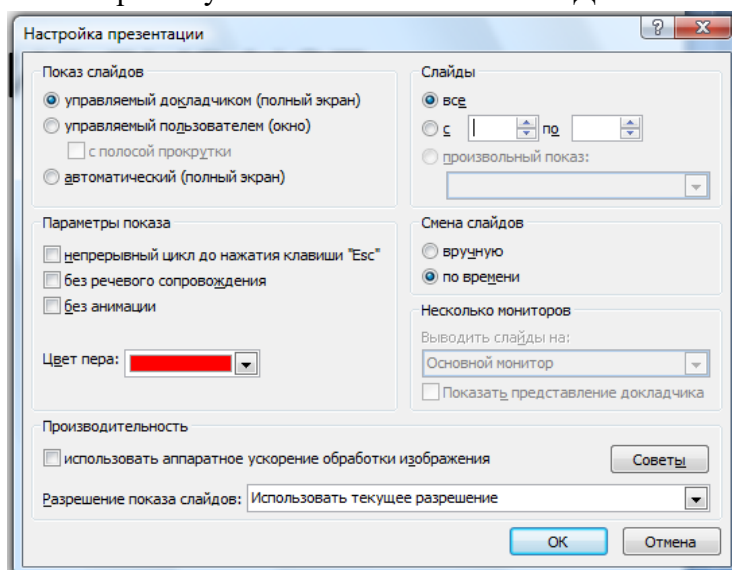 Настройка презентации
Показ слайдов
управляемый докладчиком (полный экран)
управляемый пользователем (окно)
с полосой прокрутки
автоматический (полный экран)
Слайды
все
с по
произвольный показ:
Параметры показа
непрерывный цикл до нажатия клавиши "Esc"
без речевого сопровождения
без анимации
Цвет пера:
Смена слайдов
вручную
по времени
Несколько мониторов
Выводить слайды на:
Основной монитор
Показать представление докладчика
Производительность
использовать аппаратное ускорение обработки изображения
Советы
Разрешение показа слайдов: Использовать текущее разрешение
ОК Отмена